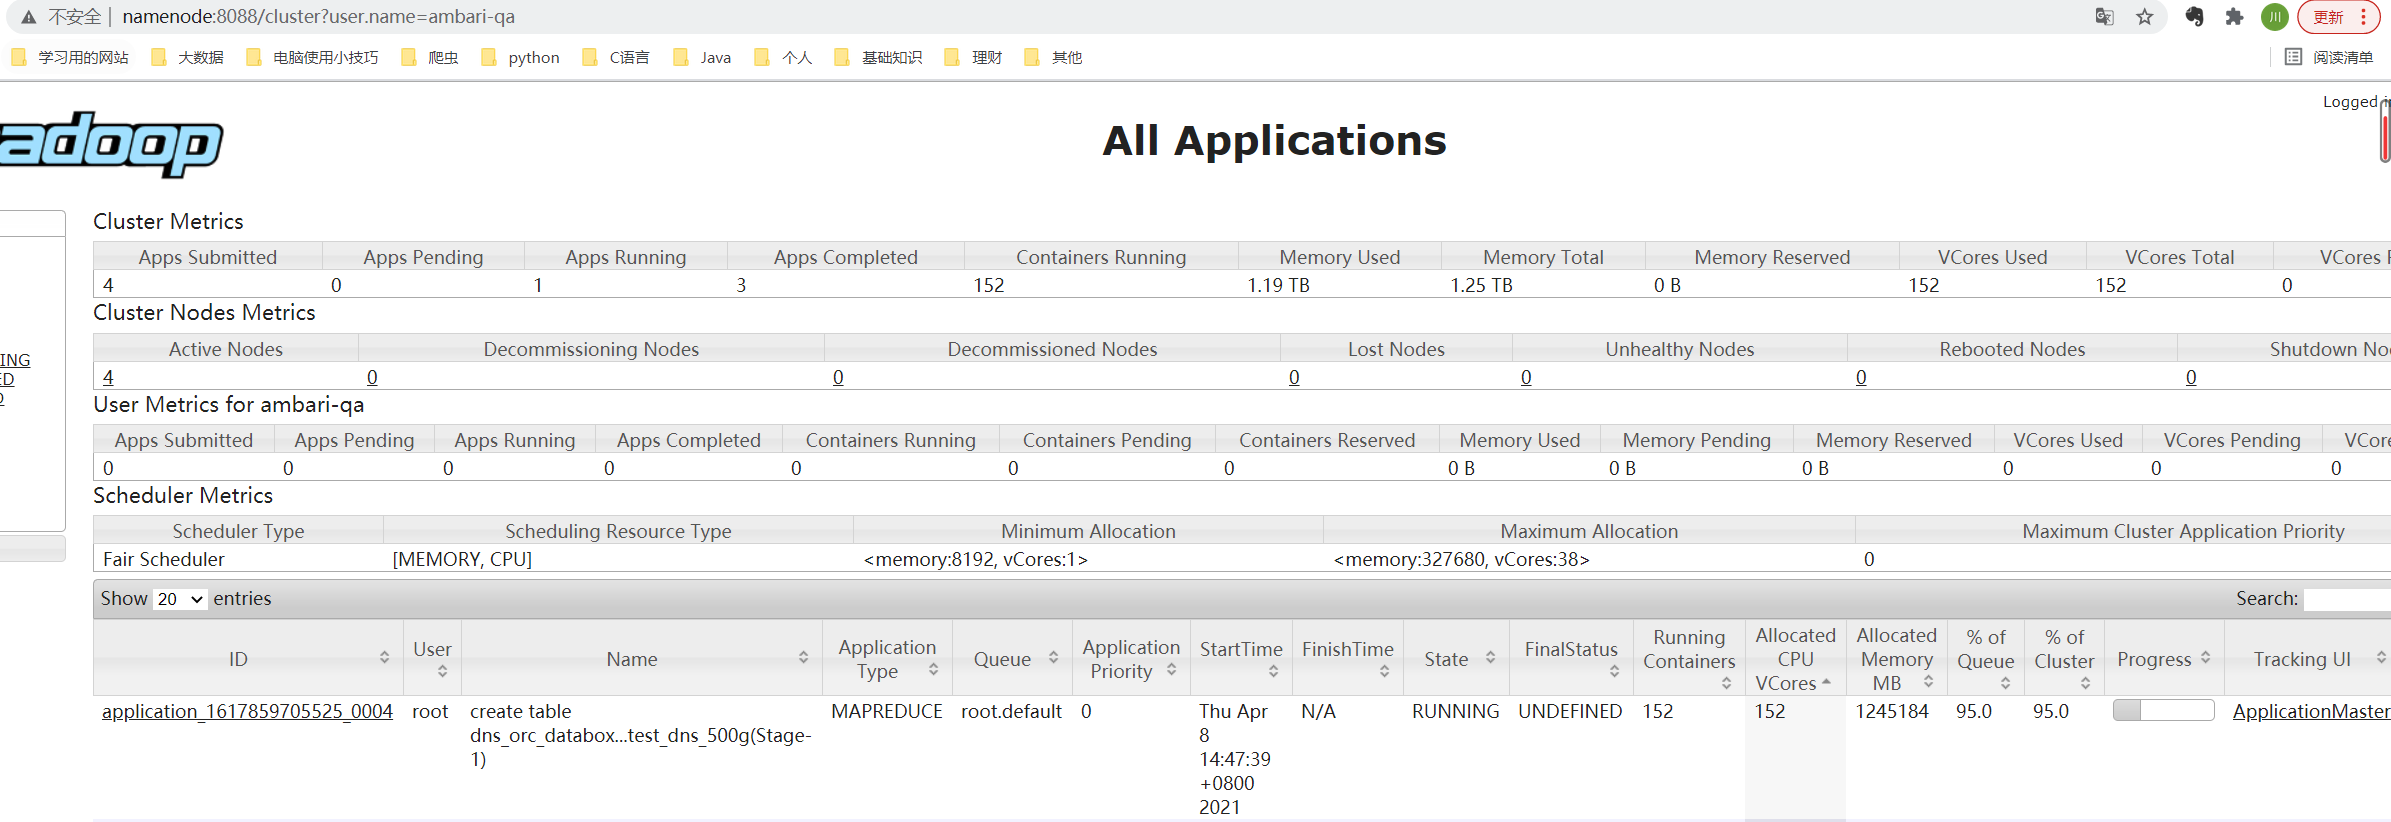 不安全 | namenode:8088/cluster?user.name=ambari-qa 川 更新
学习用的网站 大数据 电脑使用小技巧 爬虫 python C语言 Java 个人 基础知识 理财 其他 阅读清单
Logged
adoop
All Applications
Cluster Metrics
Apps Submitted Apps Pending Apps Running Apps Completed Containers Running Memory Used Memory Total Memory Reserved VCores Used VCores Total VCores
4 0 1 3 152 1.19 TB 1.25 TB 0 B 152 152 0
Cluster Nodes Metrics
Active Nodes Decommissioning Nodes Decommissioned Nodes Lost Nodes Unhealthy Nodes Rebooted Nodes Shutdown
4 0 0 0 0 0
ING
ED
User Metrics for ambari-qa
Apps Submitted Apps Pending Apps Running Apps Completed Containers Running Containers Pending Containers Reserved Memory Used Memory Pending Memory Reserved VCores Used VCores Pending
0 0 0 0 0 0 0 0 B 0 B 0 B 0 0 0
Scheduler Metrics
Scheduler Type Scheduling Resource Type Minimum Allocation Maximum Allocation Maximum Cluster Application Priority
Fair Scheduler [MEMORY, CPU] <memory:8192, vCores:1> <memory:327680, vCores:38> 0
Show 20 entries Search:
ID User Name Application Type Queue Application Priority StartTime FinishTime State FinalStatus Running Containers Allocated CPU VCores Allocated Memory MB % of Queue % of Cluster Progress Tracking UI
application_1617859705525_0004 root create table MAPREDUCE root.default 0 Thu Apr N/A RUNNING UNDEFINED 152 152 1245184 95.0 95.0 ApplicationMaster
dns_orc_databox...test_dns_500g(Stage- 8
1) 14:47:39
+0800
2021